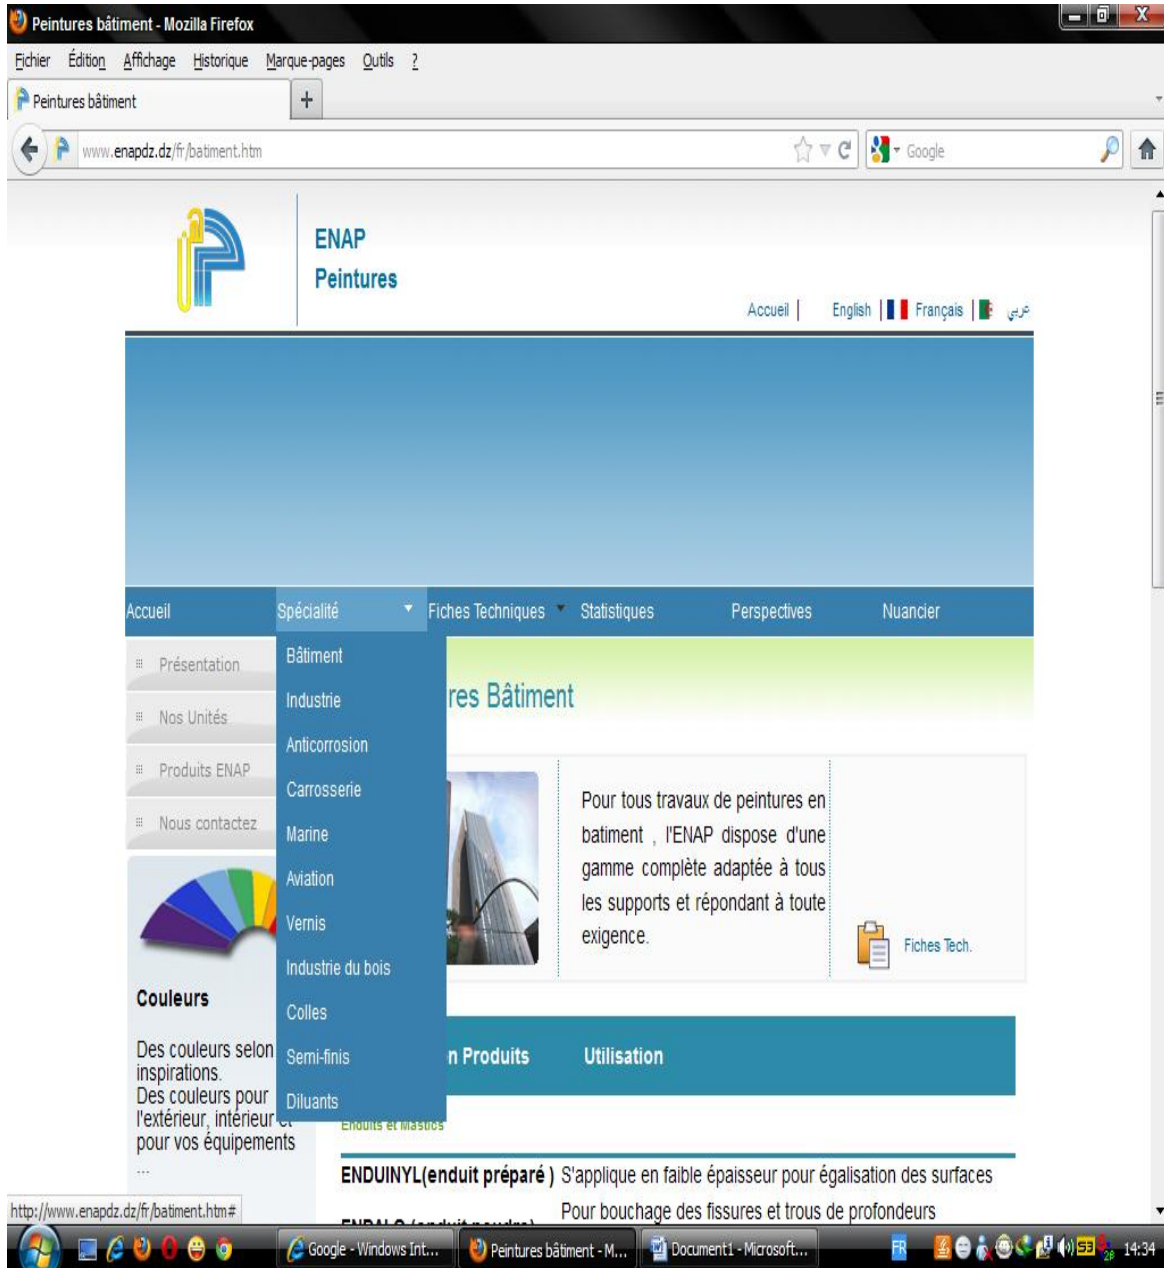 Peintures bâtiment - Mozilla Firefox
Fichier Édition Affichage Historique Marque-pages Outils ?
Peintures bâtiment
www.enapdz.dz/fr/batiment.htm
Google
ENAP
Peintures
Accueil | English | Français | عربي
Accueil Spécialité Fiches Techniques Statistiques Perspectives Nuancier
Présentation
Nos Unités
Produits ENAP
Nous contactez
Bâtiment
Industrie
Anticorrosion
Carrosserie
Marine
Aviation
Vernis
Industrie du bois
Colles
Semi-finis
Diluants
res Bâtiment
Pour tous travaux de peintures en
batiment , l'ENAP dispose d'une
gamme complète adaptée à tous
les supports et répondant à toute
exigence.
Fiches Tech.
Couleurs
Des couleurs selon
inspirations.
Des couleurs pour
l'extérieur, intérieur et
pour vos équipements
...
n Produits Utilisation
Enduits et Mastics
ENDUINYL(enduit préparé ) S'applique en faible épaisseur pour égalisation des surfaces
Pour bouchage des fissures et trous de profondeurs
http://www.enapdz.dz/fr/batiment.htm#
Google - Windows Int... Peintures bâtiment - M... Document1 - Microsoft... FR 53 28 14:34